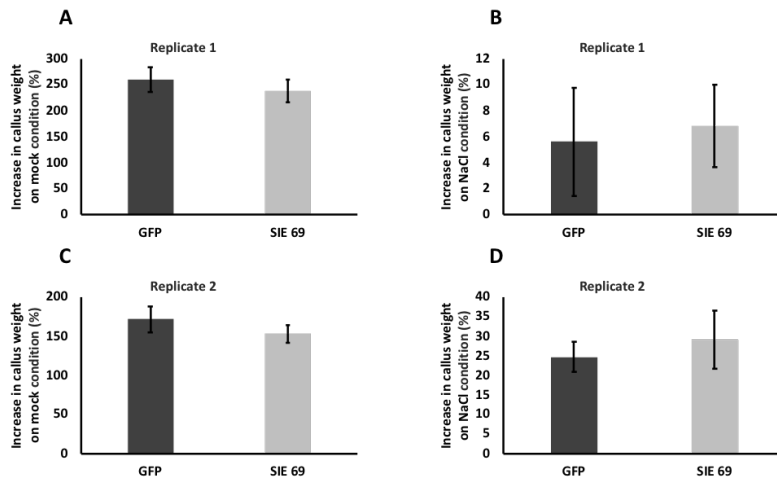 A
Replicate 1
Increase in callus weight
on mock condition (%)
300
250
200
150
100
50
0
GFP
SIE 69
B
Replicate 1
Increase in callus weight
on NaCl condition (%)
12
10
8
6
4
2
0
GFP
SIE 69
C
Replicate 2
Increase in callus weight
on mock condition (%)
200
150
100
50
0
GFP
SIE 69
D
Replicate 2
Increase in callus weight
on NaCl condition (%)
40
35
30
25
20
15
10
5
0
GFP
SIE 69